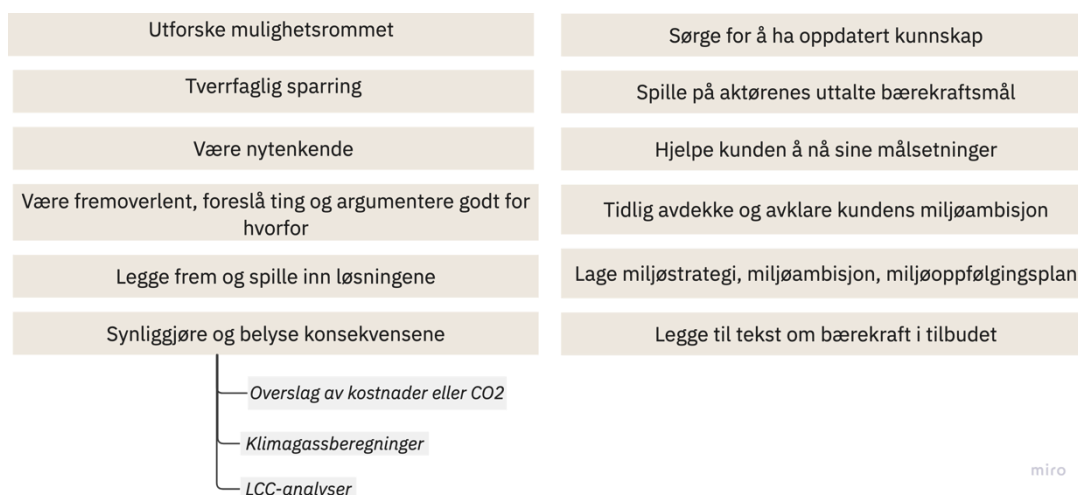 Utforske mulighetsrommet
Tverrfaglig sparring
Være nytenkende
Være fremoverlent, foreslå ting og argumentere godt for
hvorfor
Legge frem og spille inn løsningene
Synliggjøre og belyse konsekvensene
Overslag av kostnader eller CO2
Klimagassberegninger
LCC-analyser
Sørge for å ha oppdatert kunnskap
Spille på aktørenes uttalte bærekraftsmål
Hjelpe kunden å nå sine målsetninger
Tidlig avdekke og avklare kundens miljøambisjon
Lage miljøstrategi, miljøambisjon, miljøoppfølgingsplan
Legge til tekst om bærekraft i tilbudet
miro